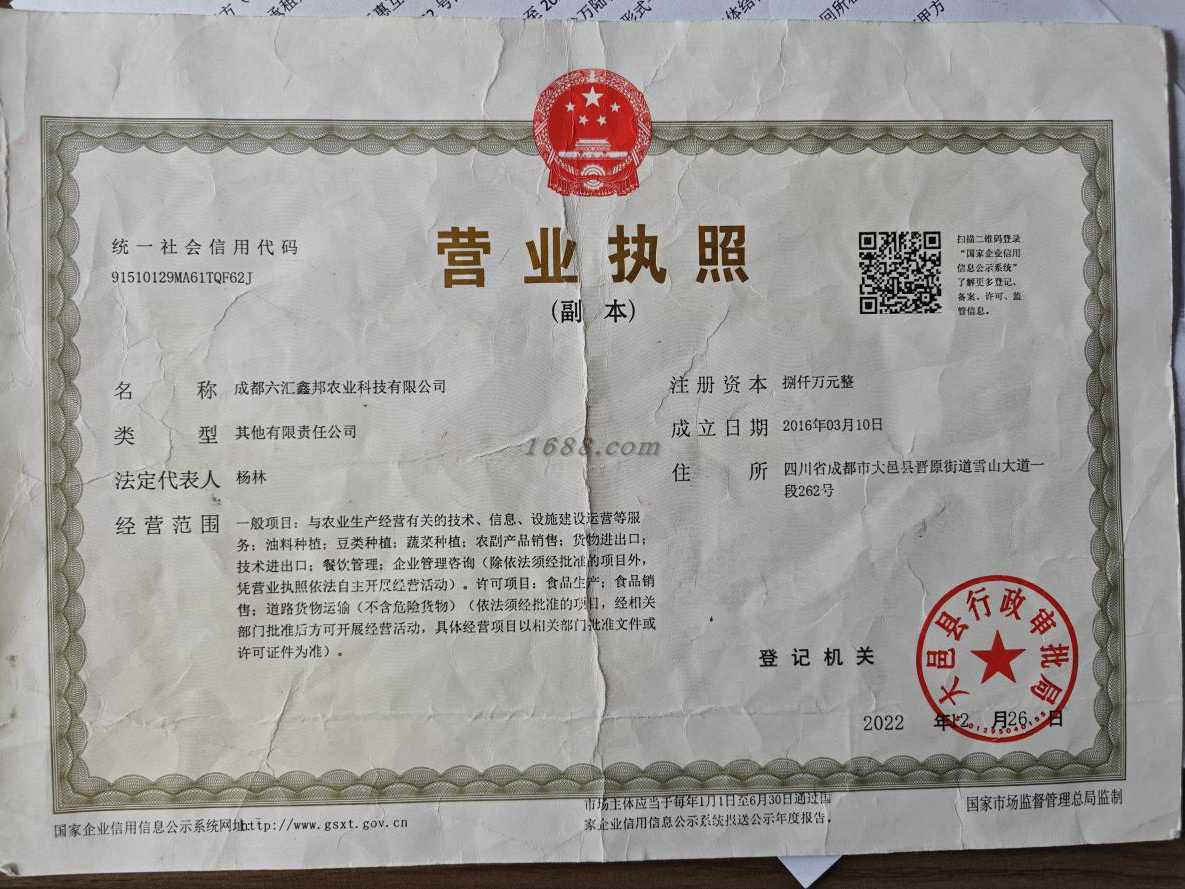 营业执照
（副 本）
统一社会信用代码
91510129MA61TQF62J
扫描二维码登录
“国家企业信用
信息公示系统”
了解更多登记、
备案、许可、监
管信息。
名 称 成都六汇鑫邦农业科技有限公司
类 型 其他有限责任公司
法定代表人 杨林
经营范围 一般项目：与农业生产经营有关的技术、信息、设施建设运营等服
务；油料种植；豆类种植；蔬菜种植；农副产品销售；货物进出口；
技术进出口；餐饮管理；企业管理咨询（除依法须经批准的项目外，
凭营业执照依法自主开展经营活动）。许可项目：食品生产；食品销
售；道路货物运输（不含危险货物）（依法须经批准的项目，经相关
部门批准后方可开展经营活动，具体经营项目以相关部门批准文件或
许可证件为准）。
注册资本 捌仟万元整
成立日期 2016年03月10日
住 所 四川省成都市大邑县晋原街道雪山大道一
段262号
1688.com
登记机关
大邑县行政审批局
2022 年12 月26 日
国家企业信用信息公示系统网址：http://www.gsxt.gov.cn
市场主体应当于每年1月1日至6月30日通过国
家企业信用信息公示系统报送公示年度报告。
国家市场监督管理总局监制